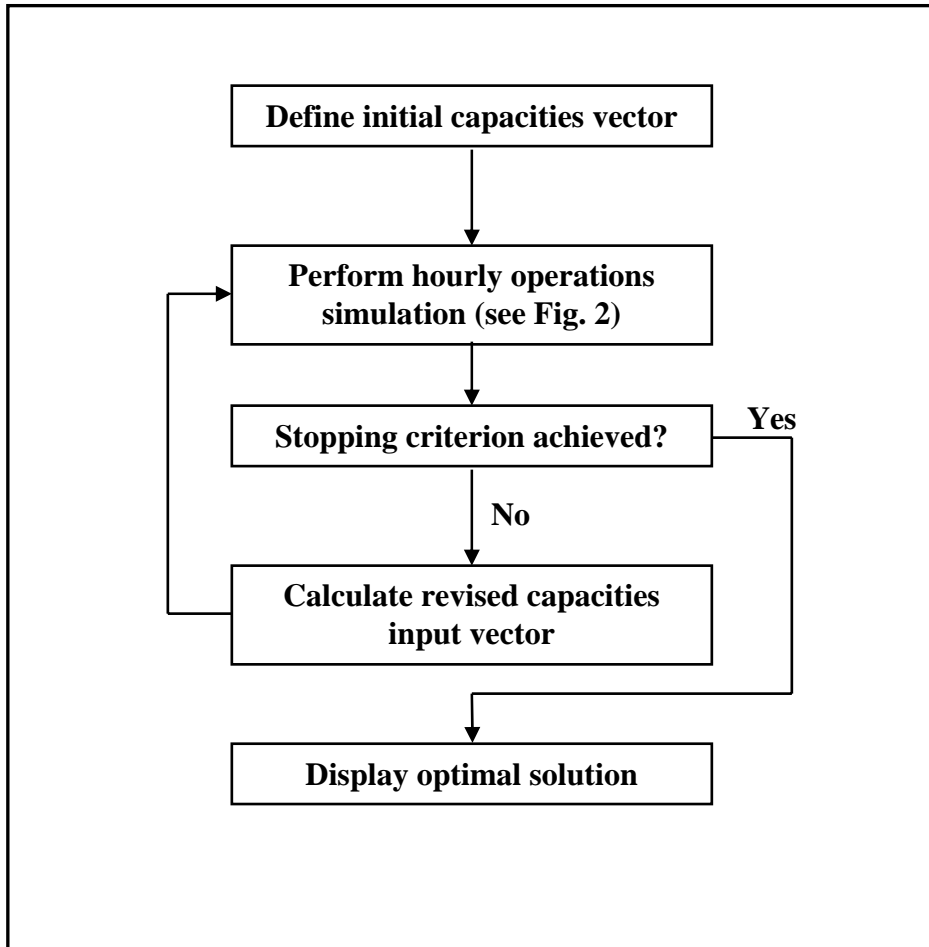 Define initial capacities vector
Perform hourly operations
simulation (see Fig. 2)
Stopping criterion achieved?
Yes
No
Calculate revised capacities
input vector
Display optimal solution